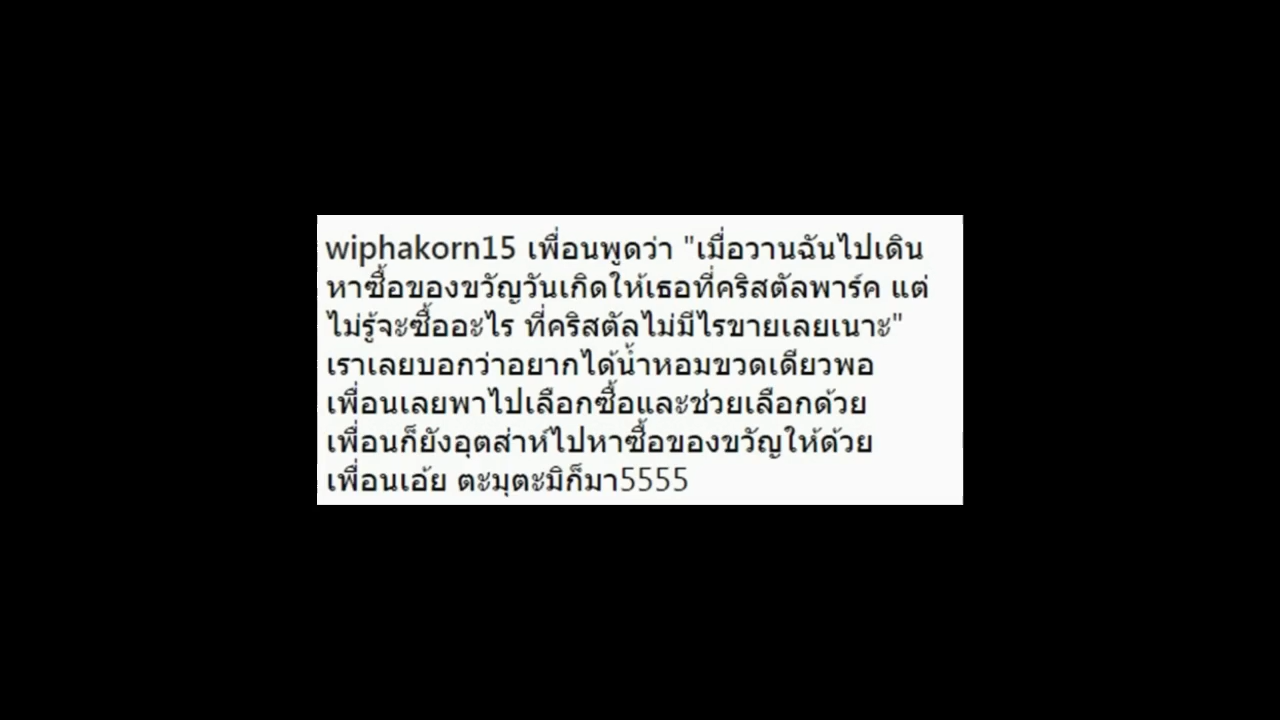 wiphakorn15 เพื่อนพูดว่า "เมื่อวานฉันไปเดิน
หาซื้อของขวัญวันเกิดให้เธอที่คริสตัลพาร์ค แต่
ไม่รู้จะซื้ออะไร ที่คริสตัลไม่มีไรขายเลยเนาะ"
เราเลยบอกว่าอยากได้น้ำหอมขวดเดียวพอ
เพื่อนเลยพาไปเลือกซื้อและช่วยเลือกด้วย
เพื่อนก็ยังอุตส่าห์ไปหาซื้อของขวัญให้ด้วย
เพื่อนเอ้ย ตะมุตะมิก็มา5555